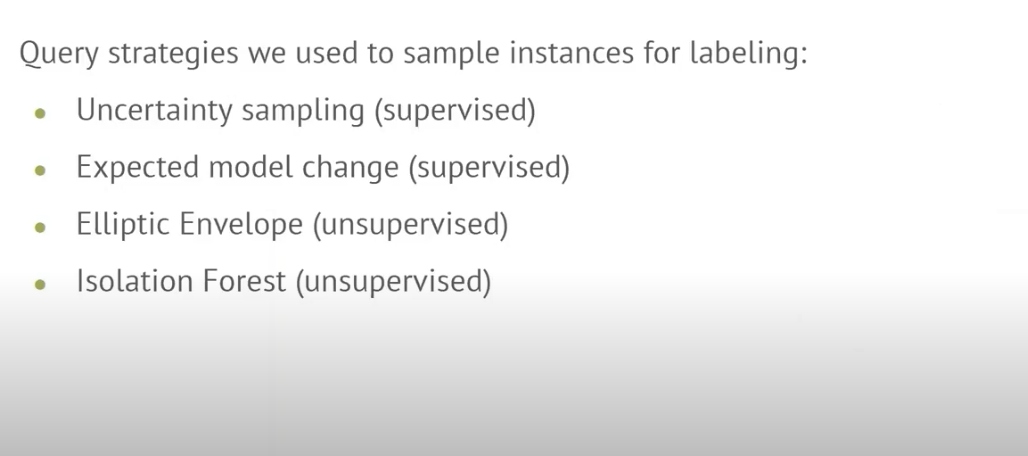 Query strategies we used to sample instances for labeling:
• Uncertainty sampling (supervised)
• Expected model change (supervised)
• Elliptic Envelope (unsupervised)
• Isolation Forest (unsupervised)